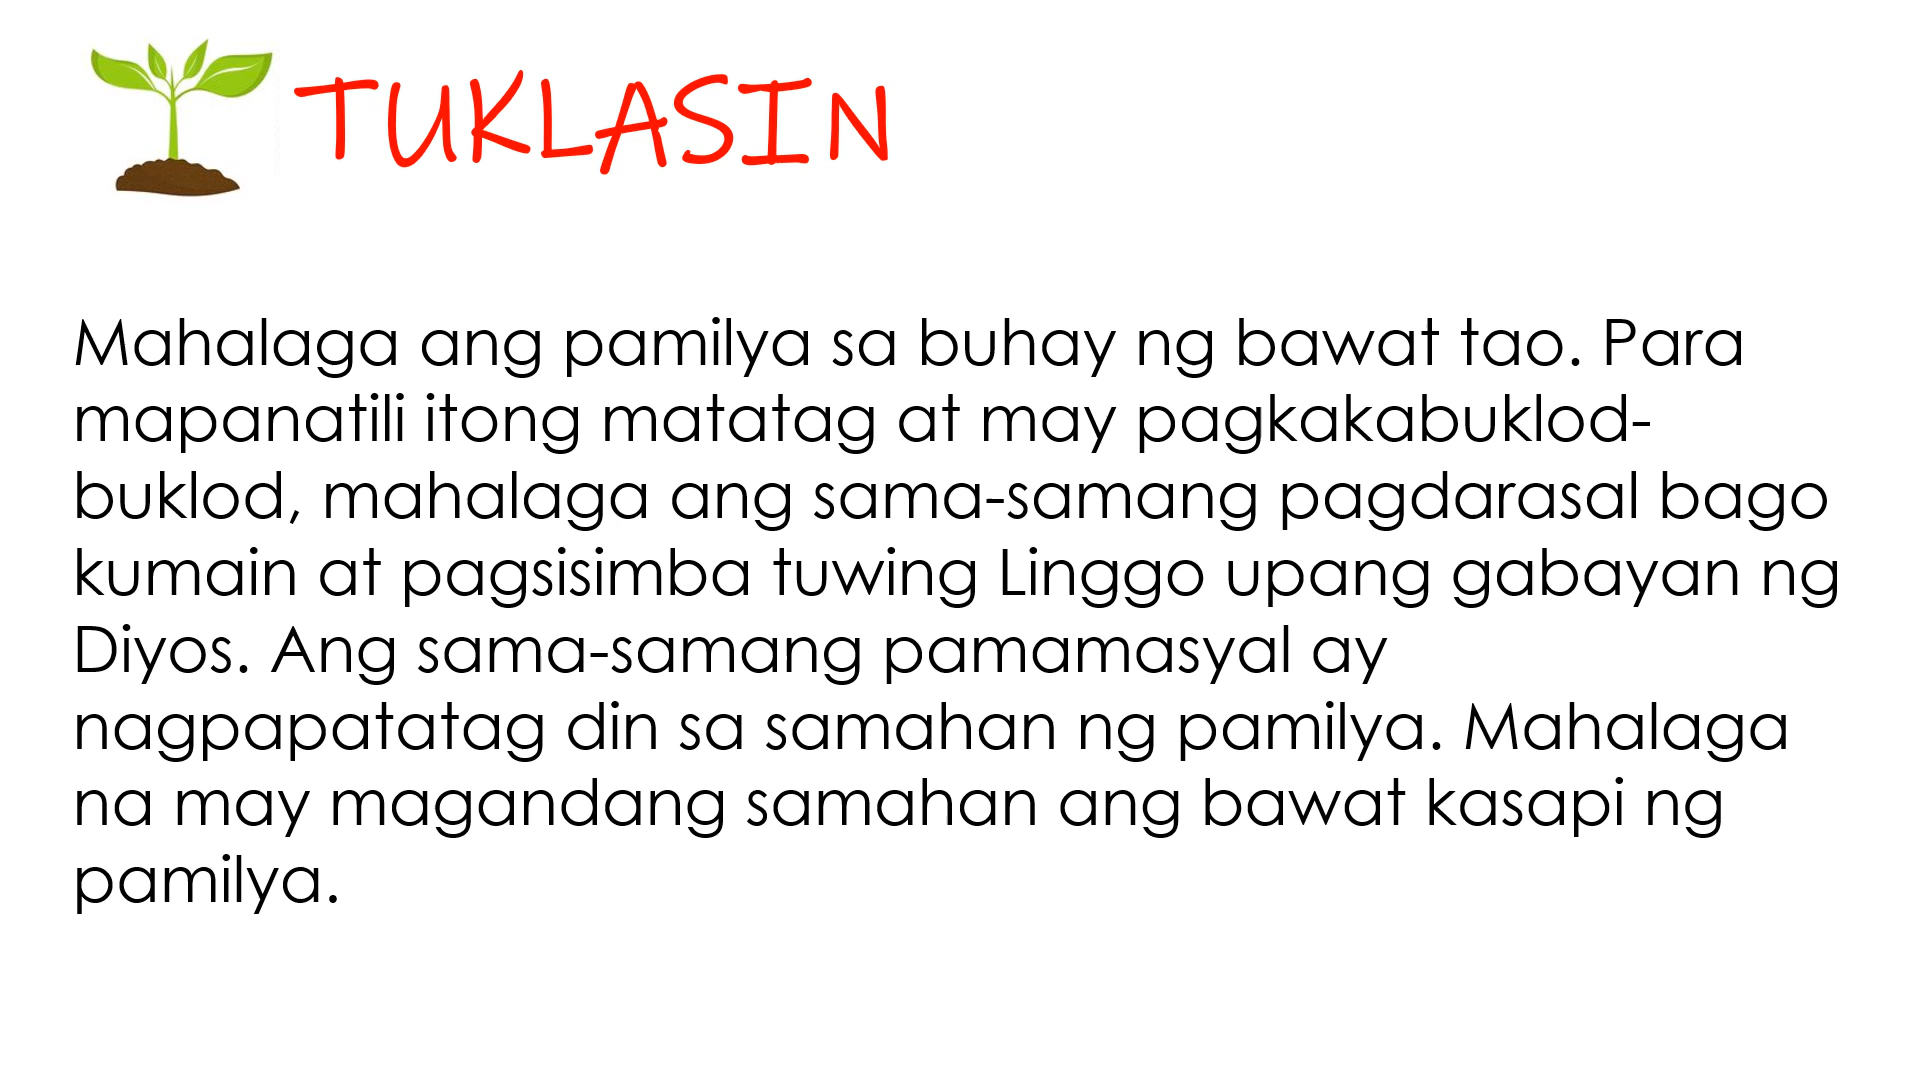 TUKLASIN
Mahalaga ang pamilya sa buhay ng bawat tao. Para
mapanatili itong matatag at may pagkakabuklod-
buklod, mahalaga ang sama-samang pagdarasal bago
kumain at pagsisimba tuwing Linggo upang gabayan ng
Diyos. Ang sama-samang pamamasyal ay
nagpapatatag din sa samahan ng pamilya. Mahalaga
na may magandang samahan ang bawat kasapi ng
pamilya.